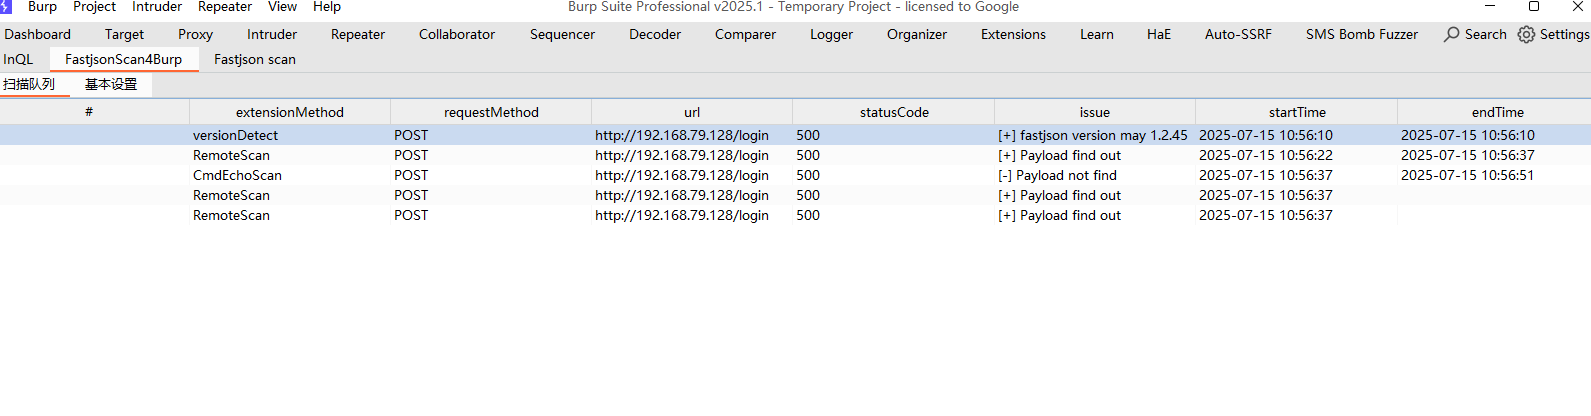 Burp Project Intruder Repeater View Help Burp Suite Professional v2025.1 - Temporary Project - licensed to Google
Dashboard Target Proxy Intruder Repeater Collaborator Sequencer Decoder Comparer Logger Organizer Extensions Learn HaE Auto-SSRF SMS Bomb Fuzzer Search Settings
InQL FastjsonScan4Burp Fastjson scan
扫描队列 基本设置
# extensionMethod requestMethod url statusCode issue startTime endTime
versionDetect POST http://192.168.79.128/login 500 [+] fastjson version may 1.2.45 2025-07-15 10:56:10 2025-07-15 10:56:10
RemoteScan POST http://192.168.79.128/login 500 [+] Payload find out 2025-07-15 10:56:22 2025-07-15 10:56:37
CmdEchoScan POST http://192.168.79.128/login 500 [-] Payload not find 2025-07-15 10:56:37 2025-07-15 10:56:51
RemoteScan POST http://192.168.79.128/login 500 [+] Payload find out 2025-07-15 10:56:37
RemoteScan POST http://192.168.79.128/login 500 [+] Payload find out 2025-07-15 10:56:37